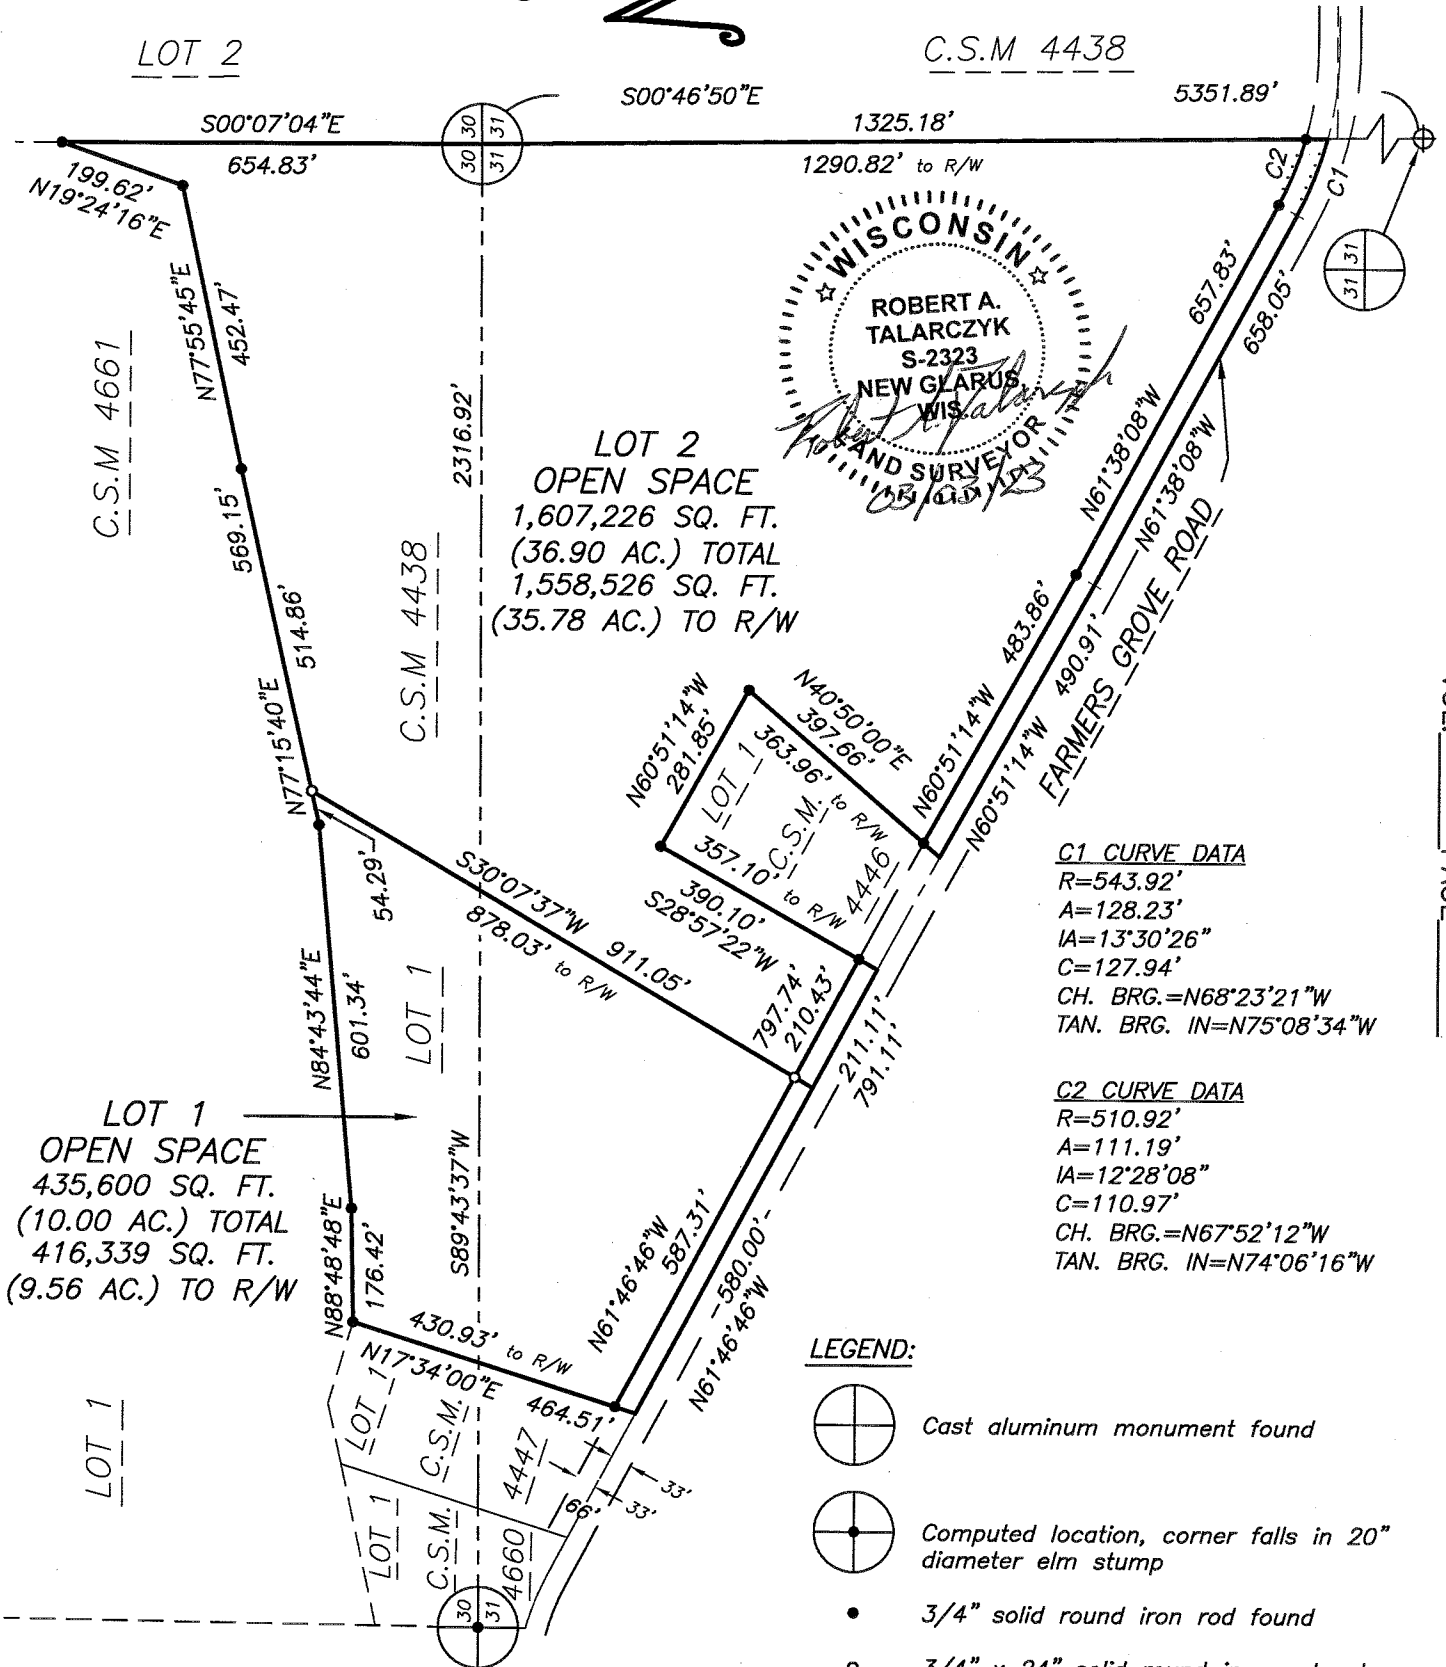 LOT 2
C.S.M 4438
S00°46'50"E
5351.89'
S00°07'04"E
1325.18'
654.83'
1290.82' to R/W
30 31
30 31
199.62'
N19°24'16"E
C2
C1
31 31
31
WISCONSIN
ROBERT A.
TALARCZYK
S-2323
NEW GLARUS,
WIS.
LAND SURVEYOR
03/03/23
N77°55'45"E
452.47'
C.S.M 4661
2316.92'
657.83'
658.05'
N61°38'08"W
N61°38'08"W
LOT 2
OPEN SPACE
1,607,226 SQ. FT.
(36.90 AC.) TOTAL
1,558,526 SQ. FT.
(35.78 AC.) TO R/W
C.S.M 4438
569.15'
514.86'
N77°15'40"E
483.86'
490.91'
N60°51'14"W
N60°51'14"W
FARMERS GROVE ROAD
N60°51'14"W
281.85'
N40°50'00"E
397.66'
363.96' to R/W
LOT 1
C.S.M.
4446
357.10' to R/W
390.10'
S28°57'22"W
54.29'
S30°07'37"W
878.03' to R/W
911.05'
797.74'
210.43'
211.11'
791.11'
N84°43'44"E
601.34'
LOT 1
C1 CURVE DATA
R=543.92'
A=128.23'
IA=13°30'26"
C=127.94'
CH. BRG.=N68°23'21"W
TAN. BRG. IN=N75°08'34"W
C2 CURVE DATA
R=510.92'
A=111.19'
IA=12°28'08"
C=110.97'
CH. BRG.=N67°52'12"W
TAN. BRG. IN=N74°06'16"W
LOT 1
OPEN SPACE
435,600 SQ. FT.
(10.00 AC.) TOTAL
416,339 SQ. FT.
(9.56 AC.) TO R/W
S89°43'37"W
N88°48'48"E
176.42'
N61°46'46"W
587.31'
580.00'
N61°46'46"W
430.93' to R/W
N17°34'00"E
464.51'
LOT 1
LOT 1
C.S.M.
4447
LOT 1
C.S.M.
4660
66'
33'
33'
30 31
LEGEND:
Cast aluminum monument found
Computed location, corner falls in 20"
diameter elm stump
3/4" solid round iron rod found